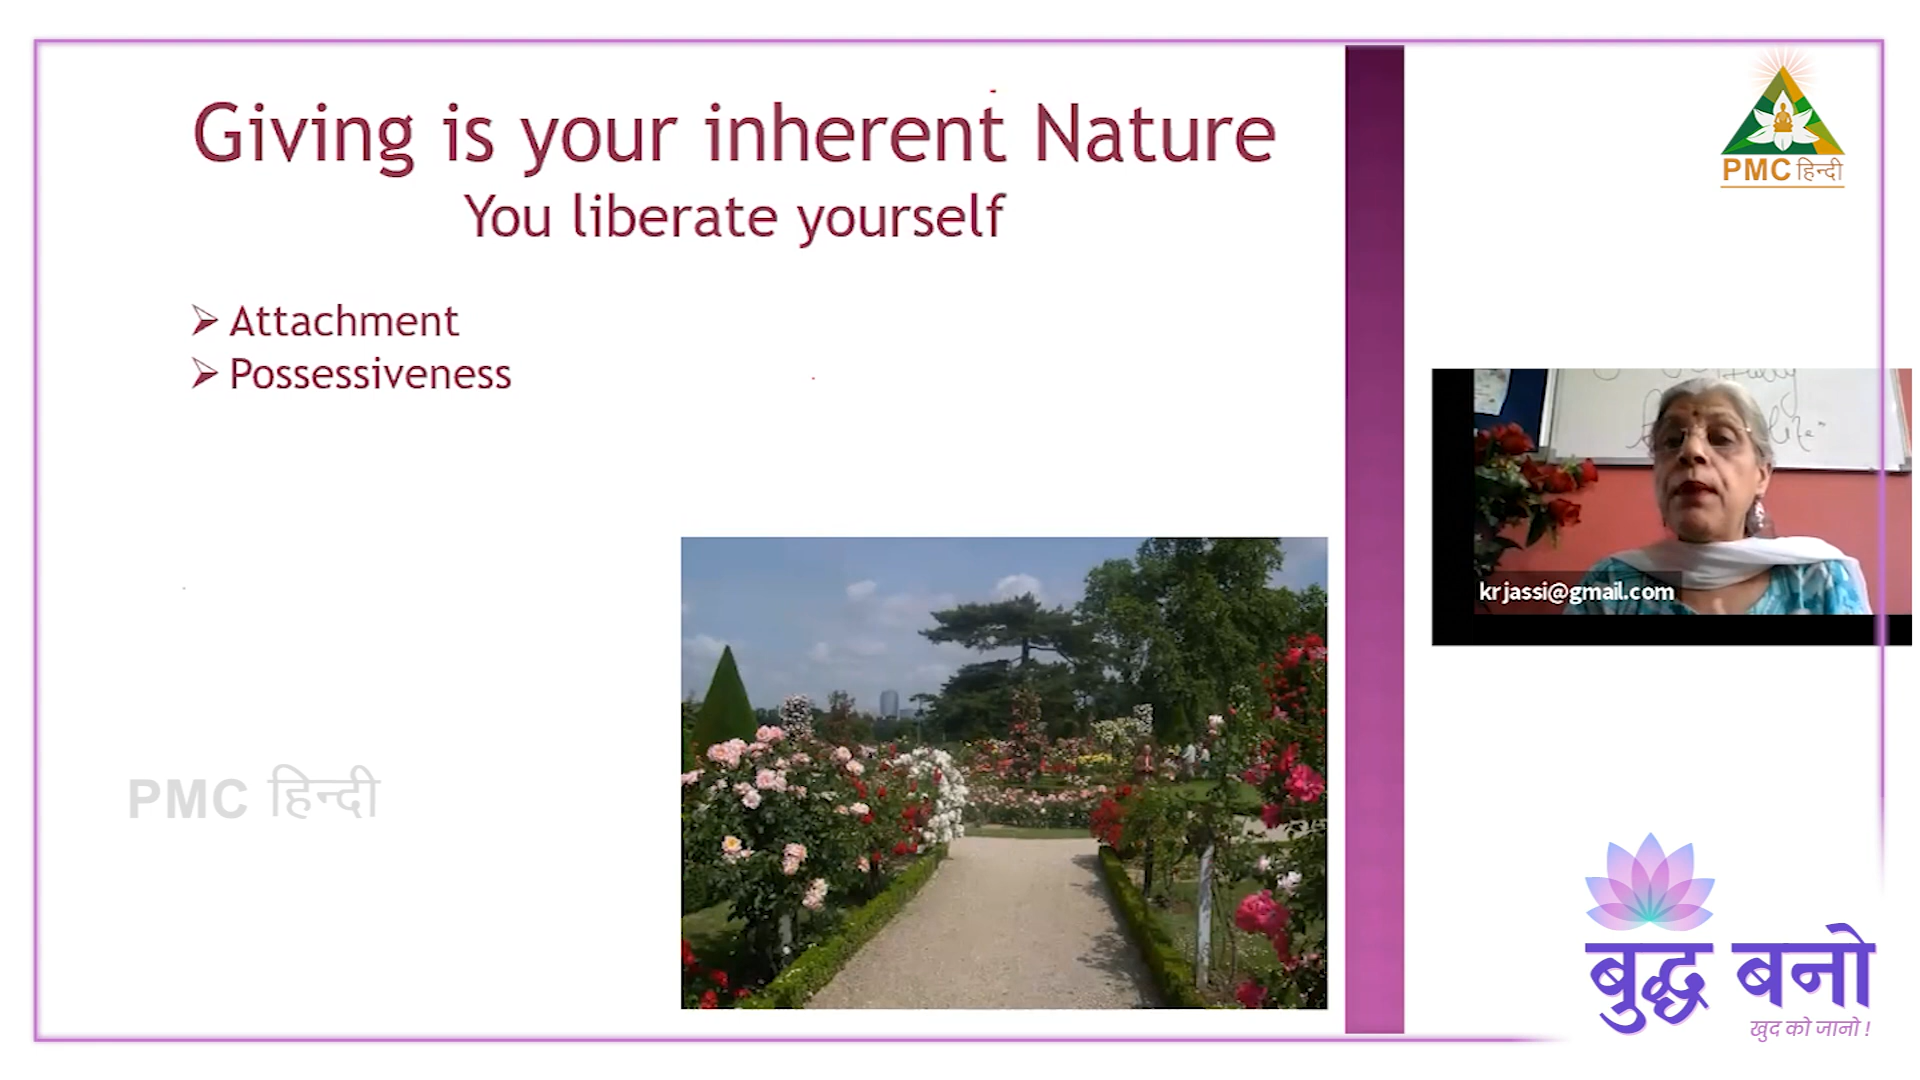 Giving is your inherent Nature
You liberate yourself
Attachment
Possessiveness
PMC हिन्दी
PMC हिन्दी
krjassi@gmail.com
बुद्ध बनो
खुद को जानो !